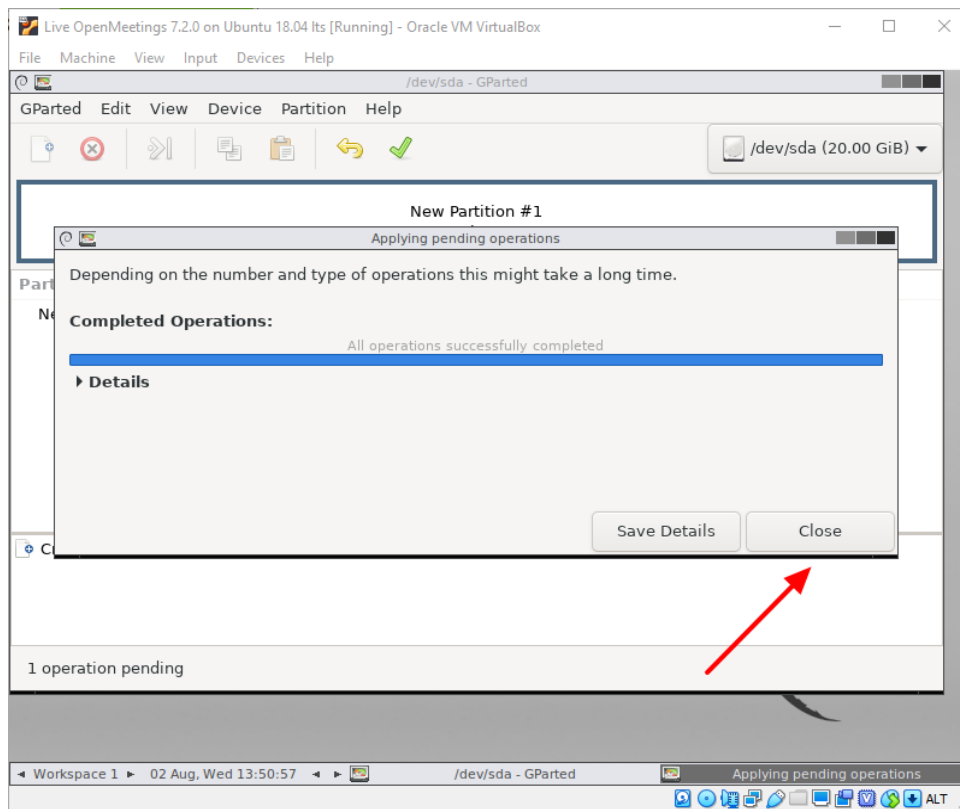 Live OpenMeetings 7.2.0 on Ubuntu 18.04 lts [Running] - Oracle VM VirtualBox
File Machine View Input Devices Help
/dev/sda - GParted
GParted Edit View Device Partition Help
/dev/sda (20.00 GiB)
New Partition #1
Applying pending operations
Depending on the number and type of operations this might take a long time.
Part
Ne
Completed Operations:
All operations successfully completed
Details
Save Details Close
Cr
1 operation pending
Workspace 1 02 Aug, Wed 13:50:57 /dev/sda - GParted Applying pending operations
ALT